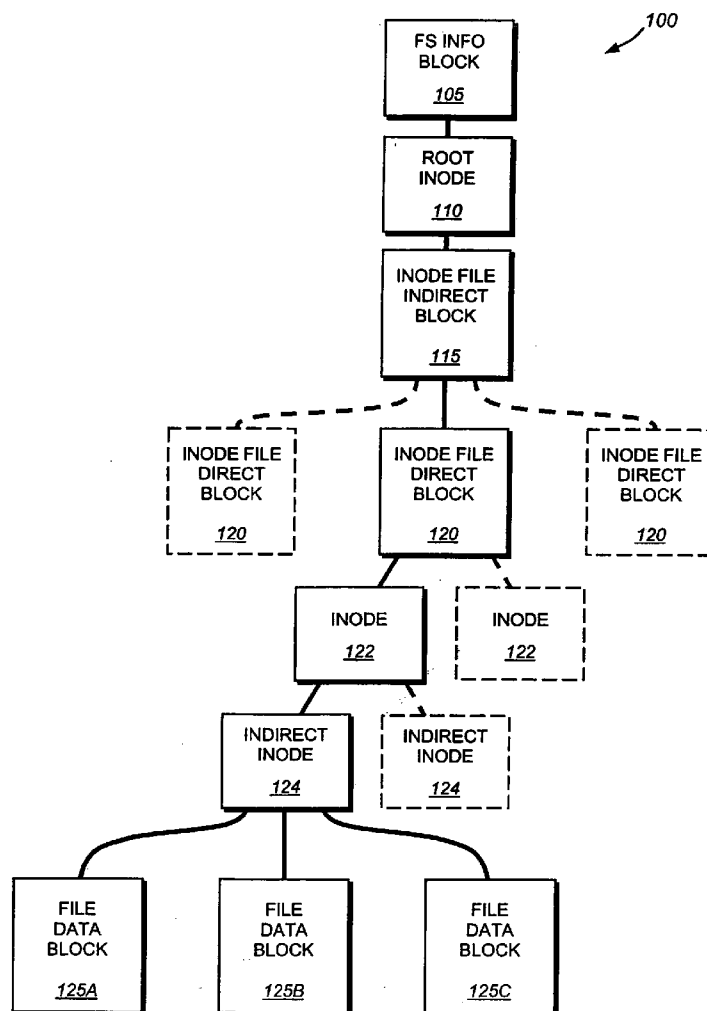 100
FS INFO
BLOCK
105
ROOT
INODE
110
INODE FILE
INDIRECT
BLOCK
115
INODE FILE
DIRECT
BLOCK
120
INODE FILE
DIRECT
BLOCK
120
INODE FILE
DIRECT
BLOCK
120
INODE
122
INODE
122
INDIRECT
INODE
124
INDIRECT
INODE
124
FILE
DATA
BLOCK
125A
FILE
DATA
BLOCK
125B
FILE
DATA
BLOCK
125C